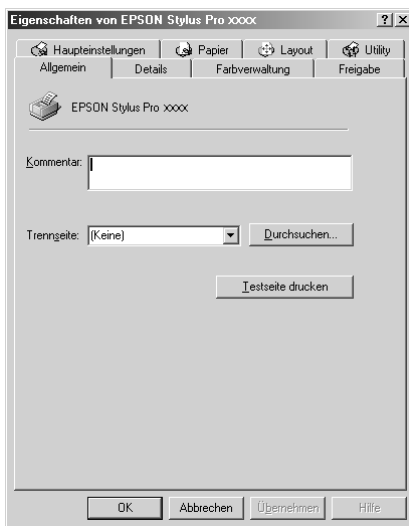 Eigenschaften von EPSON Stylus Pro xxxx
Haupteinstellungen Papier Layout Utility
Allgemein Details Farbverwaltung Freigabe
EPSON Stylus Pro xxxx
Kommentar:
Trennseite: (Keine) Durchsuchen...
Testseite drucken
OK Abbrechen Übernehmen Hilfe